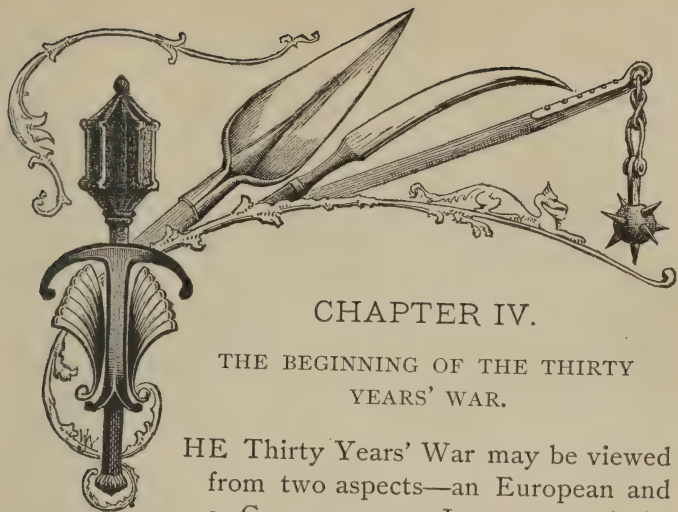 CHAPTER IV.
THE BEGINNING OF THE THIRTY
YEARS' WAR.
THE Thirty Years' War may be viewed
from two aspects—an European and